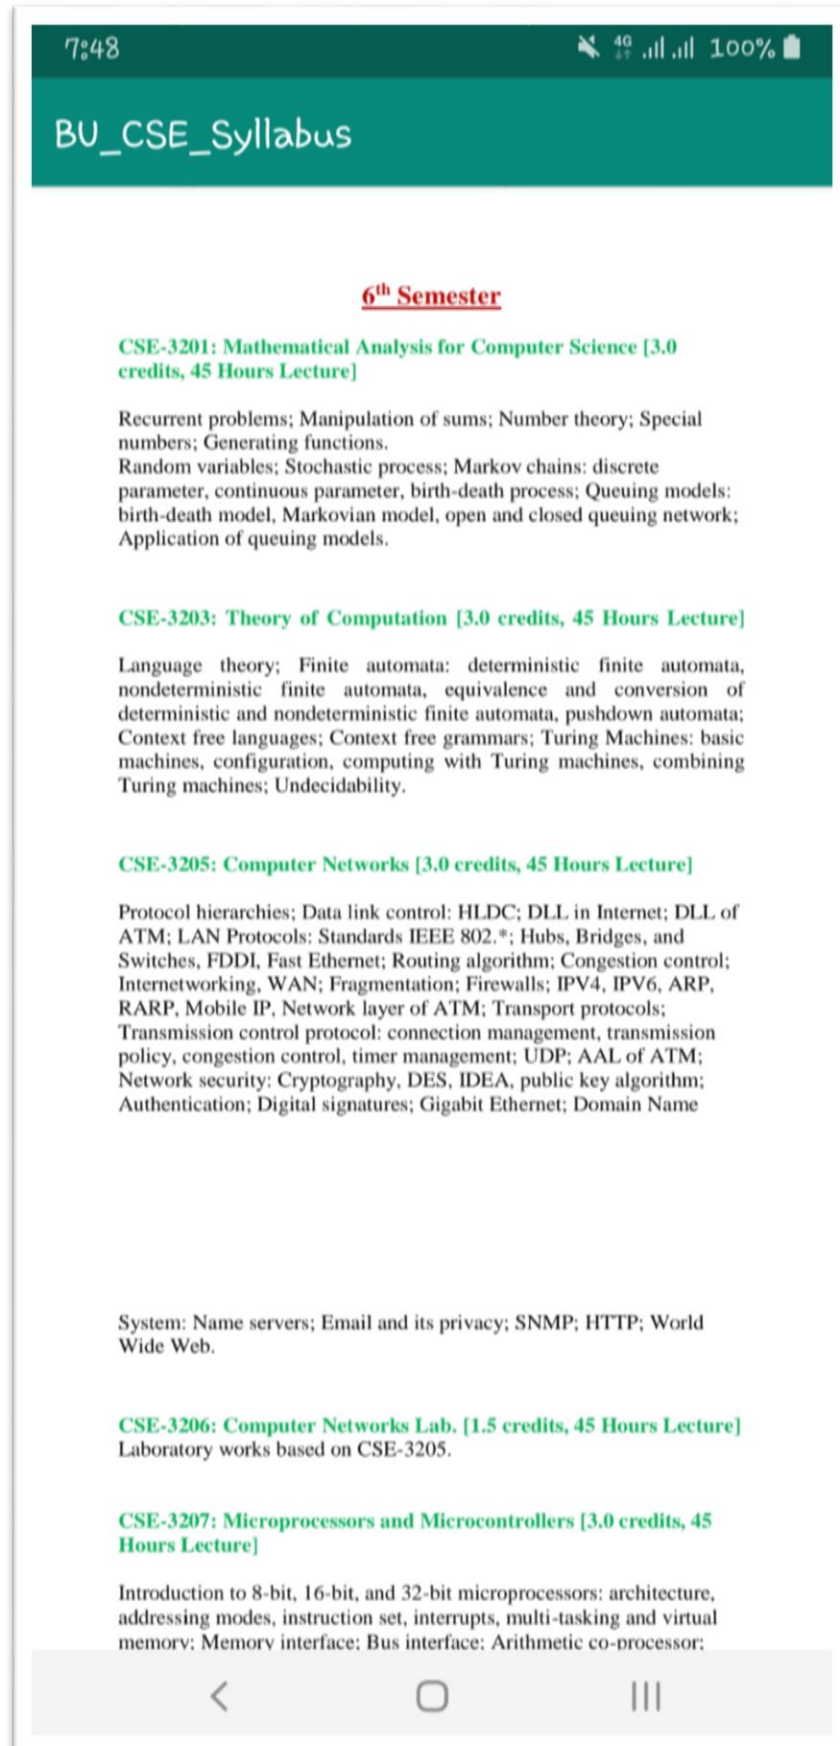 7:48 4G 100%
BU_CSE_Syllabus
6th Semester
CSE-3201: Mathematical Analysis for Computer Science [3.0
credits, 45 Hours Lecture]
Recurrent problems; Manipulation of sums; Number theory; Special
numbers; Generating functions.
Random variables; Stochastic process; Markov chains: discrete
parameter, continuous parameter, birth-death process; Queuing models:
birth-death model, Markovian model, open and closed queuing network;
Application of queuing models.
CSE-3203: Theory of Computation [3.0 credits, 45 Hours Lecture]
Language theory; Finite automata: deterministic finite automata,
nondeterministic finite automata, equivalence and conversion of
deterministic and nondeterministic finite automata, pushdown automata;
Context free languages; Context free grammars; Turing Machines: basic
machines, configuration, computing with Turing machines, combining
Turing machines; Undecidability.
CSE-3205: Computer Networks [3.0 credits, 45 Hours Lecture]
Protocol hierarchies; Data link control: HLDC; DLL in Internet; DLL of
ATM; LAN Protocols: Standards IEEE 802.*; Hubs, Bridges, and
Switches, FDDI, Fast Ethernet; Routing algorithm; Congestion control;
Internetworking, WAN; Fragmentation; Firewalls; IPV4, IPV6, ARP,
RARP, Mobile IP, Network layer of ATM; Transport protocols;
Transmission control protocol: connection management, transmission
policy, congestion control, timer management; UDP; AAL of ATM;
Network security: Cryptography, DES, IDEA, public key algorithm;
Authentication; Digital signatures; Gigabit Ethernet; Domain Name
System: Name servers; Email and its privacy; SNMP; HTTP; World
Wide Web.
CSE-3206: Computer Networks Lab. [1.5 credits, 45 Hours Lecture]
Laboratory works based on CSE-3205.
CSE-3207: Microprocessors and Microcontrollers [3.0 credits, 45
Hours Lecture]
Introduction to 8-bit, 16-bit, and 32-bit microprocessors: architecture,
addressing modes, instruction set, interrupts, multi-tasking and virtual
memory; Memory interface; Bus interface; Arithmetic co-processor;